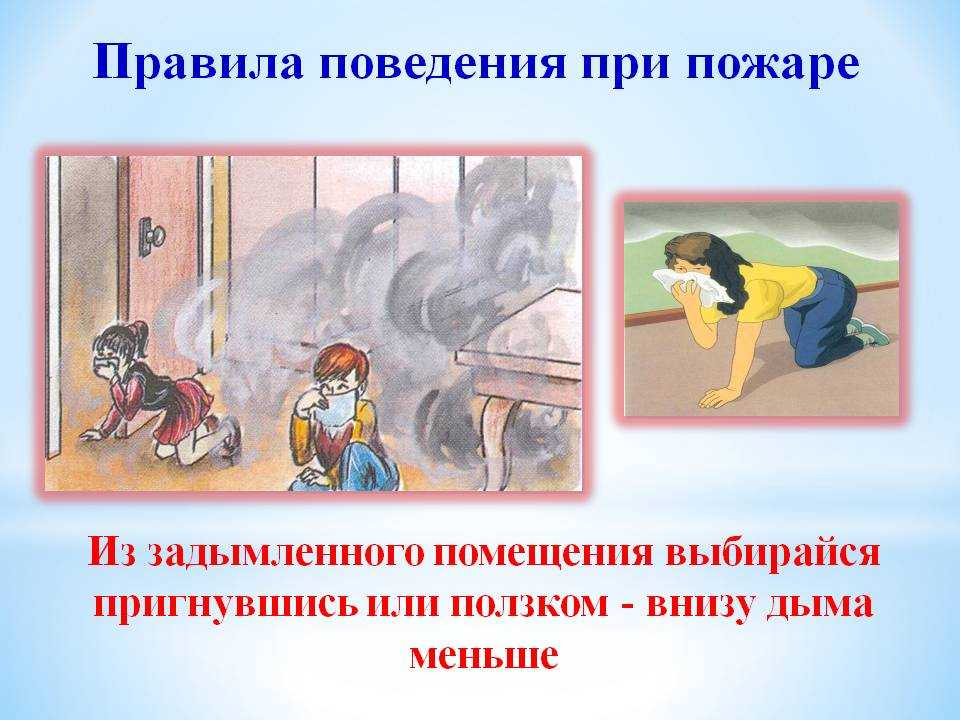 Правила поведения при пожаре
Из задымленного помещения выбирайся
пригнувшись или ползком - внизу дыма
меньше